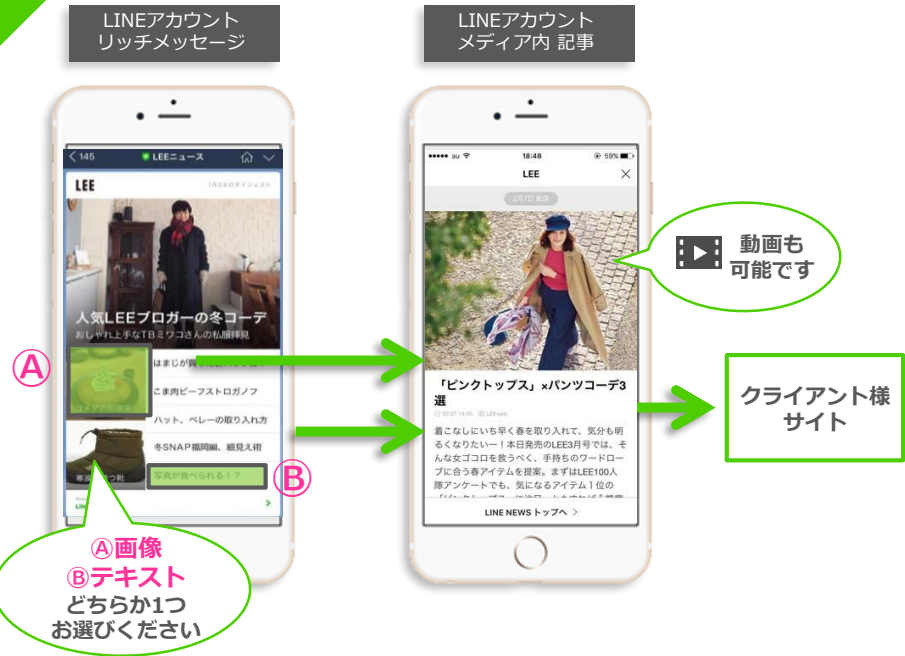 LINEアカウント
リッチメッセージ
LINEアカウント
メディア内 記事
145
LEEニュース
LEE
人気LEEブロガーの冬コーデ
おしゃれ上手なTBミワコさんの私服拝見
Ⓐ
はまじが買
こま肉ビーフストロガノフ
ハット、ベレーの取り入れ方
冬SNAP福岡編、細見え術
写真が食べられる！？
Ⓑ
Ⓐ画像
Ⓑテキスト
どちらか1つ
お選びください
au
18:48
59%
LEE
動画も
可能です
「ピンクトップス」×パンツコーデ3
選
着こなしにいち早く春を取り入れて、気分も明
るくなりたいー！本日発売のLEE3月号では、そ
んな女ゴコロを救うべく、手持ちのワードロー
ブに合う春アイテムを提案。まずはLEE100人
隊アンケートでも、気になるアイテム１位の
LINE NEWS トップへ
クライアント様
サイト